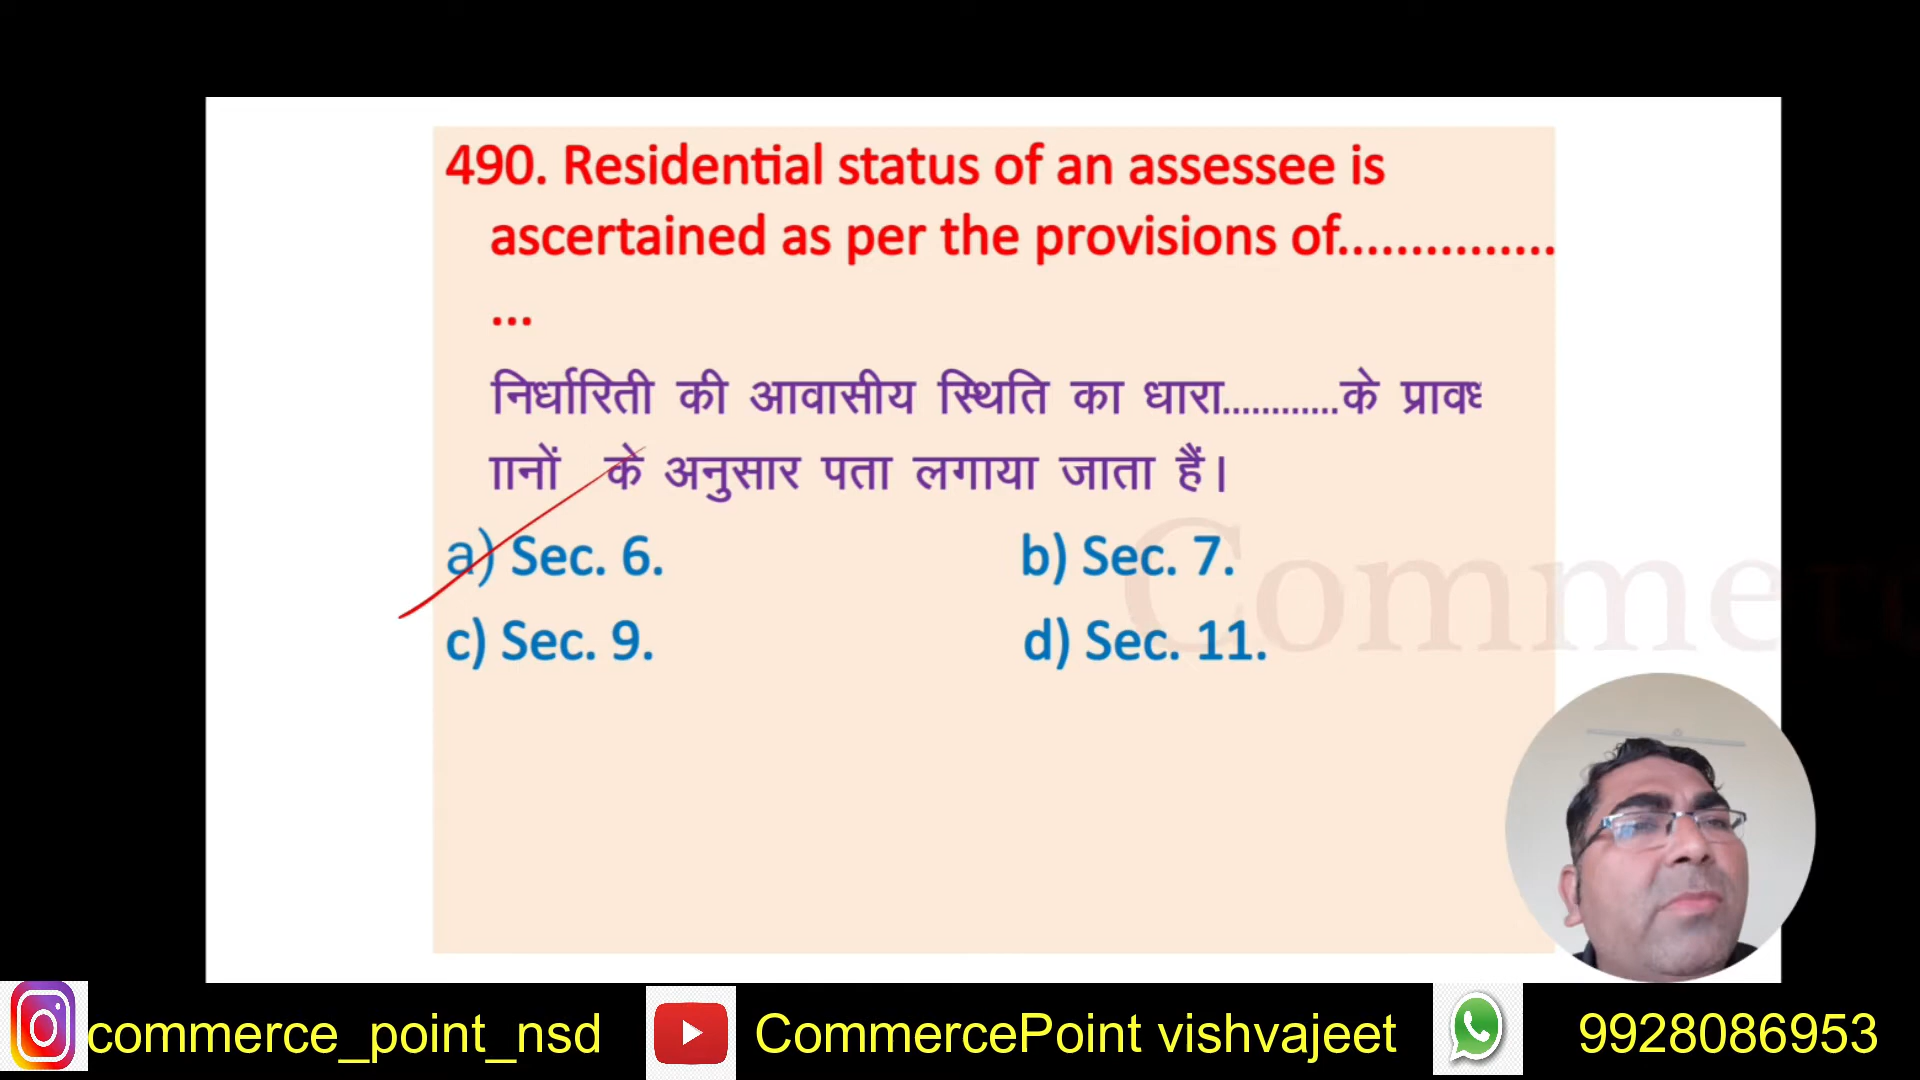 490. Residential status of an assessee is
ascertained as per the provisions of...............
...
निर्धारिती की आवासीय स्थिति का धारा............के प्रावध
ानों के अनुसार पता लगाया जाता हैं।
a) Sec. 6.
b) Sec. 7.
c) Sec. 9.
d) Sec. 11.
commerce_point_nsd
CommercePoint vishvajeet
9928086953